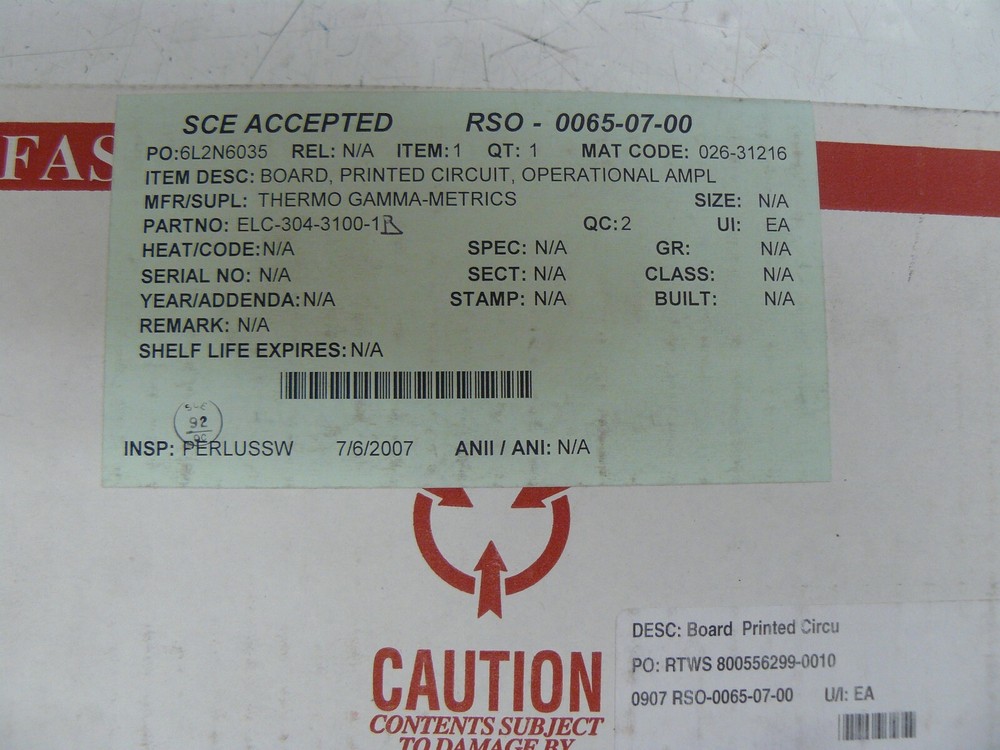 FAS
SCE ACCEPTED RSO - 0065-07-00
PO:6L2N6035 REL: N/A ITEM:1 QT: 1 MAT CODE: 026-31216
ITEM DESC: BOARD, PRINTED CIRCUIT, OPERATIONAL AMPL
MFR/SUPL: THERMO GAMMA-METRICS SIZE: N/A
PARTNO: ELC-304-3100-1R QC:2 UI: EA
HEAT/CODE:N/A SPEC: N/A GR: N/A
SERIAL NO: N/A SECT: N/A CLASS: N/A
YEAR/ADDENDA:N/A STAMP: N/A BUILT: N/A
REMARK: N/A
SHELF LIFE EXPIRES:N/A
92
INSP: PERLUSSW 7/6/2007 ANII / ANI: N/A
CAUTION
CONTENTS SUBJECT
TO DAMAGE BY
DESC: Board Printed Circu
PO: RTWS 800556299-0010
0907 RSO-0065-07-00 U/I: EA